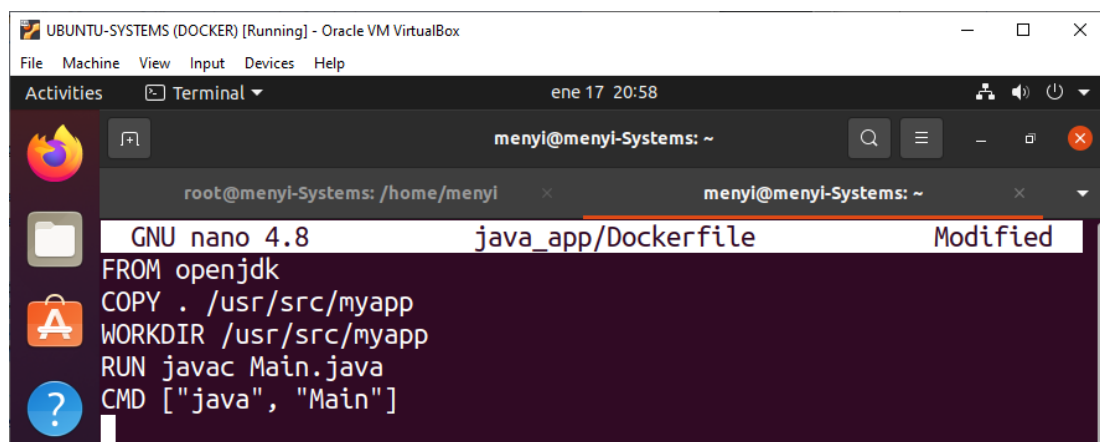 UBUNTU-SYSTEMS (DOCKER) [Running] - Oracle VM VirtualBox
File Machine View Input Devices Help
Activities Terminal ene 17 20:58
menyi@menyi-Systems: ~
root@menyi-Systems: /home/menyi menyi@menyi-Systems: ~
GNU nano 4.8 java_app/Dockerfile Modified
FROM openjdk
COPY . /usr/src/myapp
WORKDIR /usr/src/myapp
RUN javac Main.java
CMD ["java", "Main"]